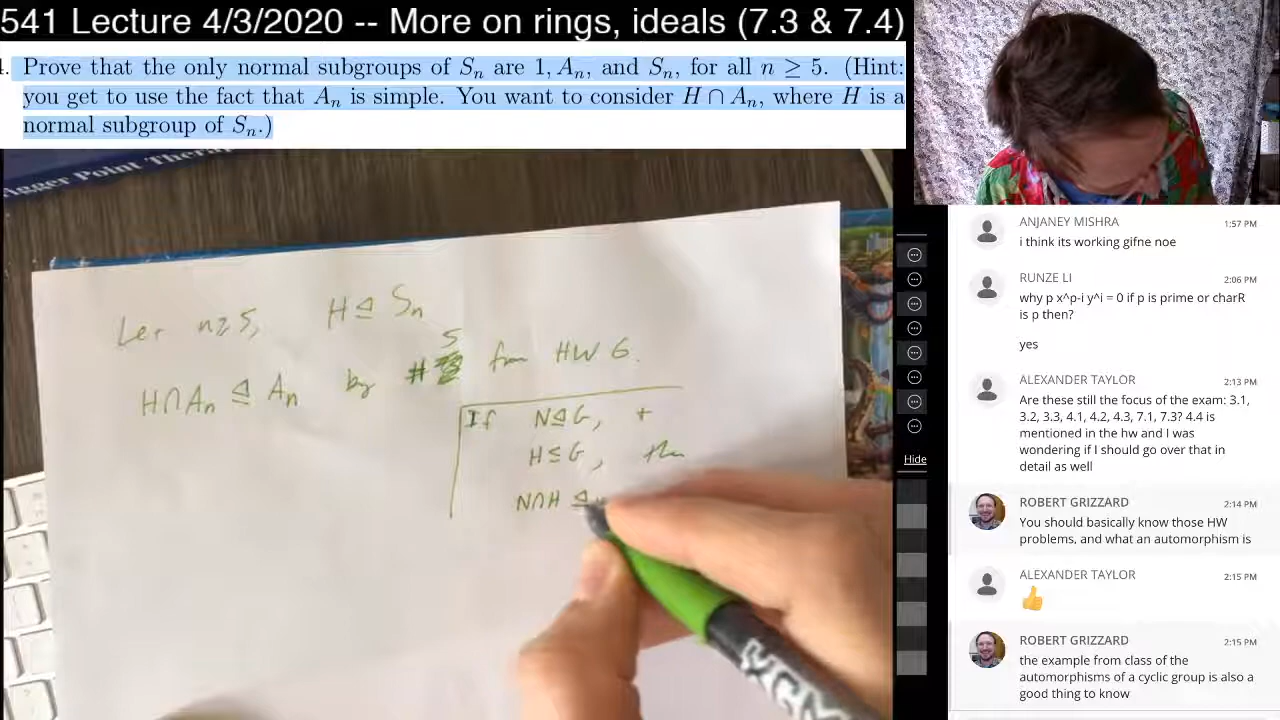 541 Lecture 4/3/2020 -- More on rings, ideals (7.3 & 7.4)
4. Prove that the only normal subgroups of Sₙ are 1, Aₙ, and Sₙ, for all n ≥ 5. (Hint:
you get to use the fact that Aₙ is simple. You want to consider H ∩ Aₙ, where H is a
normal subgroup of Sₙ.)
Let n≥5, H ⊴ Sₙ
H∩Aₙ ⊴ Aₙ by #5 from HW 6.
If N⊴G, +
H≤G, then
N∩H ⊴
ANJANEY MISHRA 1:57 PM
i think its working gifne noe
RUNZE LI 2:06 PM
why p x^p-i y^i = 0 if p is prime or charR
is p then?
yes
ALEXANDER TAYLOR 2:13 PM
Are these still the focus of the exam: 3.1,
3.2, 3.3, 4.1, 4.2, 4.3, 7.1, 7.3? 4.4 is
mentioned in the hw and I was
wondering if I should go over that in
detail as well
ROBERT GRIZZARD 2:14 PM
You should basically know those HW
problems, and what an automorphism is
ALEXANDER TAYLOR 2:15 PM
👍
ROBERT GRIZZARD 2:15 PM
the example from class of the
automorphisms of a cyclic group is also a
good thing to know
Hide